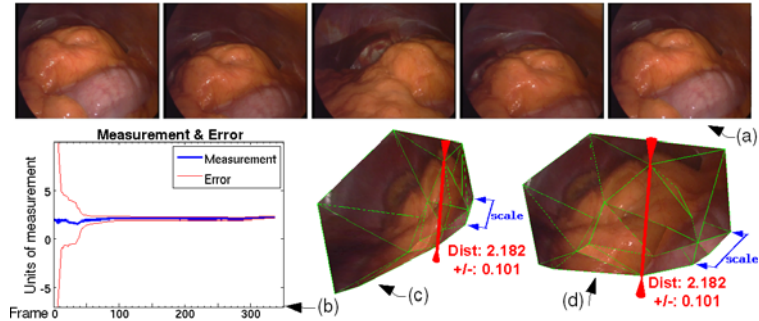 (a)
Measurement & Error
Units of measurement
Measurement
Error
5
0
-5
0
100
200
300
Frame
(b)
scale
Dist: 2.182
+/-: 0.101
(c)
scale
Dist: 2.182
+/-: 0.101
(d)